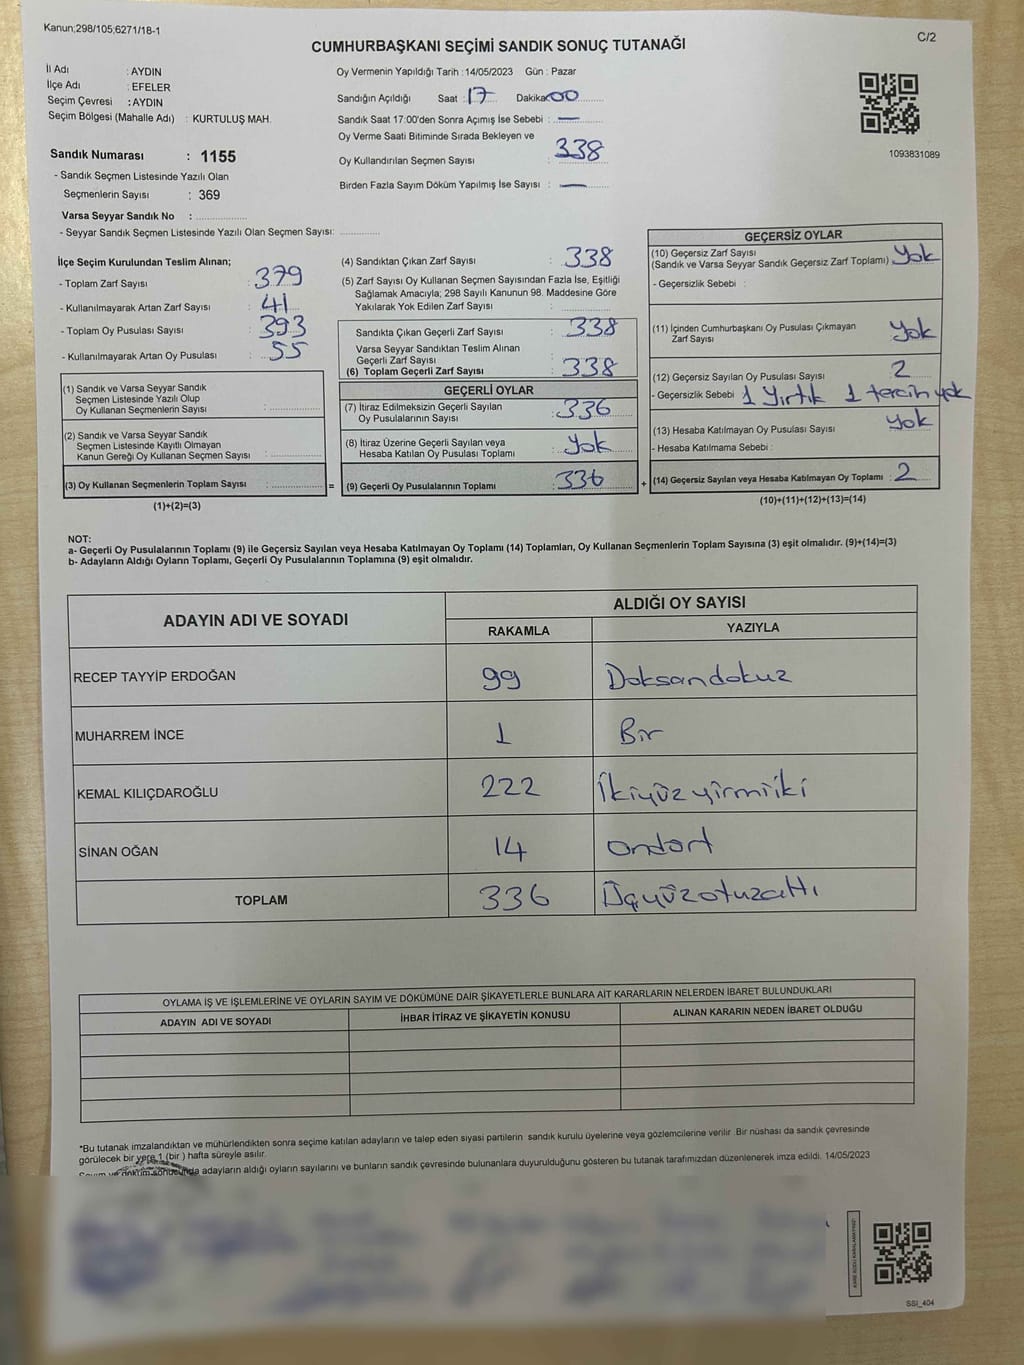 Kanun;298/105;6271/18-1
C/2
CUMHURBAŞKANI SEÇİMİ SANDIK SONUÇ TUTANAĞI
İl Adı : AYDIN
İlçe Adı : EFELER
Seçim Çevresi : AYDIN
Seçim Bölgesi (Mahalle Adı) : KURTULUŞ MAH.
Sandık Numarası : 1155
- Sandık Seçmen Listesinde Yazılı Olan
Seçmenlerin Sayısı : 369
Varsa Seyyar Sandık No : ................
- Seyyar Sandık Seçmen Listesinde Yazılı Olan Seçmen Sayısı: ............
Oy Vermenin Yapıldığı Tarih : 14/05/2023 Gün : Pazar
Sandığın Açıldığı Saat : 17 Dakika 00
Sandık Saat 17:00'den Sonra Açımış İse Sebebi : —
Oy Verme Saati Bitiminde Sırada Bekleyen ve
Oy Kullandırılan Seçmen Sayısı : 338
Birden Fazla Sayım Döküm Yapılmış İse Sayısı : —
1093831089
İlçe Seçim Kurulundan Teslim Alınan;
- Toplam Zarf Sayısı : 379
- Kullanılmayarak Artan Zarf Sayısı : 41
- Toplam Oy Pusulası Sayısı : 393
- Kullanılmayarak Artan Oy Pusulası : 55
(1) Sandık ve Varsa Seyyar Sandık
Seçmen Listesinde Yazılı Olup
Oy Kullanan Seçmenlerin Sayısı : ................
(2) Sandık ve Varsa Seyyar Sandık
Seçmen Listesinde Kayıtlı Olmayan
Kanun Gereği Oy Kullanan Seçmen Sayısı : ................
(3) Oy Kullanan Seçmenlerin Toplam Sayısı : ................ =
(1)+(2)=(3)
(4) Sandıktan Çıkan Zarf Sayısı : 338
(5) Zarf Sayısı Oy Kullanan Seçmen Sayısından Fazla İse, Eşitliği
Sağlamak Amacıyla; 298 Sayılı Kanunun 98. Maddesine Göre
Yakılarak Yok Edilen Zarf Sayısı : ................
Sandıkta Çıkan Geçerli Zarf Sayısı : 338
Varsa Seyyar Sandıktan Teslim Alınan
Geçerli Zarf Sayısı :
(6) Toplam Geçerli Zarf Sayısı : 338
GEÇERLİ OYLAR
(7) İtiraz Edilmeksizin Geçerli Sayılan
Oy Pusulalarının Sayısı : 336
(8) İtiraz Üzerine Geçerli Sayılan veya
Hesaba Katılan Oy Pusulası Toplamı : Yok
(9) Geçerli Oy Pusulalarının Toplamı : 336 +
GEÇERSİZ OYLAR
(10) Geçersiz Zarf Sayısı
(Sandık ve Varsa Seyyar Sandık Geçersiz Zarf Toplamı) : Yok
- Geçersizlik Sebebi :
(11) İçinden Cumhurbaşkanı Oy Pusulası Çıkmayan
Zarf Sayısı : Yok
(12) Geçersiz Sayılan Oy Pusulası Sayısı : 2
- Geçersizlik Sebebi 1 Yırtık 1 tercih yok
(13) Hesaba Katılmayan Oy Pusulası Sayısı : Yok
- Hesaba Katılmama Sebebi :
(14) Geçersiz Sayılan veya Hesaba Katılmayan Oy Toplamı : 2
(10)+(11)+(12)+(13)=(14)
NOT:
a- Geçerli Oy Pusulalarının Toplamı (9) ile Geçersiz Sayılan veya Hesaba Katılmayan Oy Toplamı (14) Toplamları, Oy Kullanan Seçmenlerin Toplam Sayısına (3) eşit olmalıdır. (9)+(14)=(3)
b- Adayların Aldığı Oyların Toplamı, Geçerli Oy Pusulalarının Toplamına (9) eşit olmalıdır.
ADAYIN ADI VE SOYADI ALDIĞI OY SAYISI
RAKAMLA YAZIYLA
RECEP TAYYİP ERDOĞAN 99 Doksandokuz
MUHARREM İNCE 1 Bir
KEMAL KILIÇDAROĞLU 222 İkiyüzyirmiiki
SİNAN OĞAN 14 ondört
TOPLAM 336 Üçyüzotuzaltı
OYLAMA İŞ VE İŞLEMLERİNE VE OYLARIN SAYIM VE DÖKÜMÜNE DAİR ŞİKAYETLERLE BUNLARA AİT KARARLARIN NELERDEN İBARET BULUNDUKLARI
ADAYIN ADI VE SOYADI İHBAR İTİRAZ VE ŞİKAYETİN KONUSU ALINAN KARARIN NEDEN İBARET OLDUĞU
*Bu tutanak imzalandıktan ve mühürlendikten sonra seçime katılan adayların ve talep eden siyasi partilerin sandık kurulu üyelerine veya gözlemcilerine verilir .Bir nüshası da sandık çevresinde
görülecek bir yere 1 (bir ) hafta süreyle asılır.
Sayım ve döküm sonucunda adayların aldığı oyların sayılarını ve bunların sandık çevresinde bulunanlara duyurulduğunu gösteren bu tutanak tarafımızdan düzenlenerek imza edildi. 14/05/2023
SSI_404